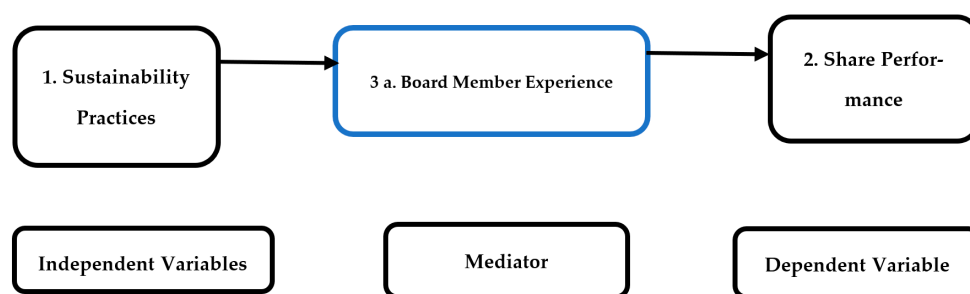 1. Sustainability
Practices
3 a. Board Member Experience
2. Share Perfor-
mance
Independent Variables
Mediator
Dependent Variable